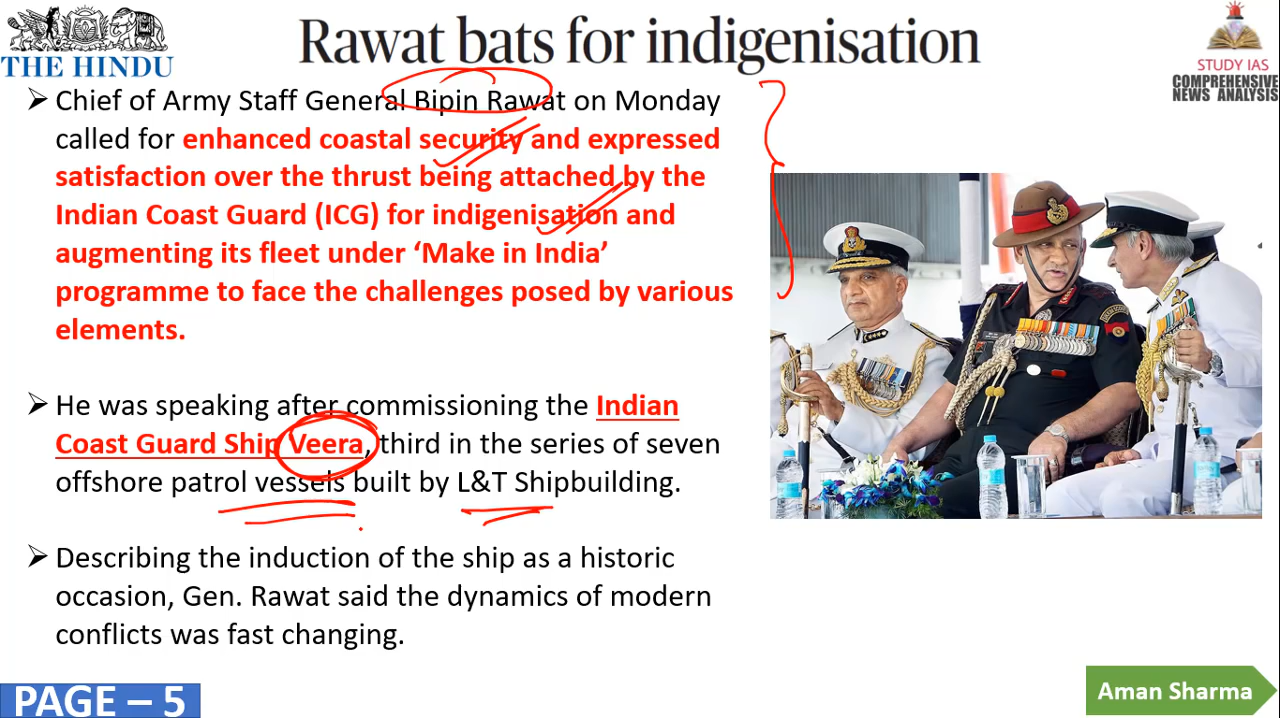 THE HINDU
Rawat bats for indigenisation
STUDY IAS
COMPREHENSIVE
NEWS ANALYSIS
➢ Chief of Army Staff General Bipin Rawat on Monday
called for enhanced coastal security and expressed
satisfaction over the thrust being attached by the
Indian Coast Guard (ICG) for indigenisation and
augmenting its fleet under ‘Make in India’
programme to face the challenges posed by various
elements.
➢ He was speaking after commissioning the Indian
Coast Guard Ship Veera, third in the series of seven
offshore patrol vessels built by L&T Shipbuilding.
➢ Describing the induction of the ship as a historic
occasion, Gen. Rawat said the dynamics of modern
conflicts was fast changing.
PAGE – 5
Aman Sharma